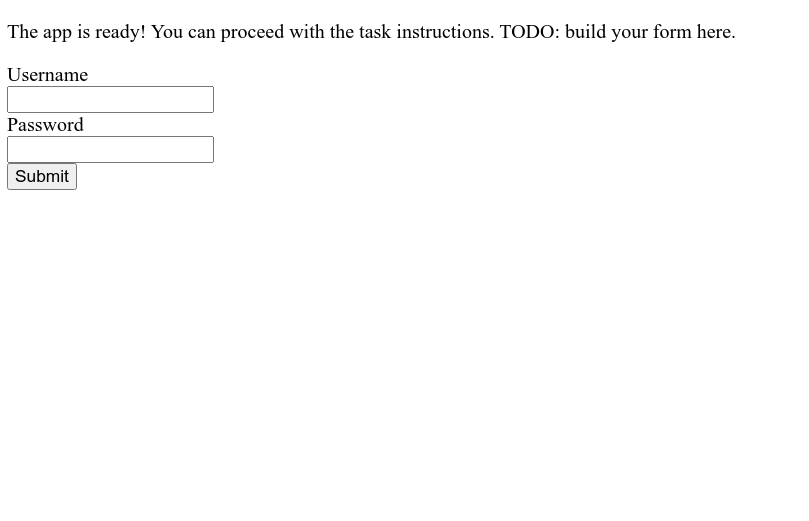 The app is ready! You can proceed with the task instructions. TODO: build your form here.
Username
Password
Submit